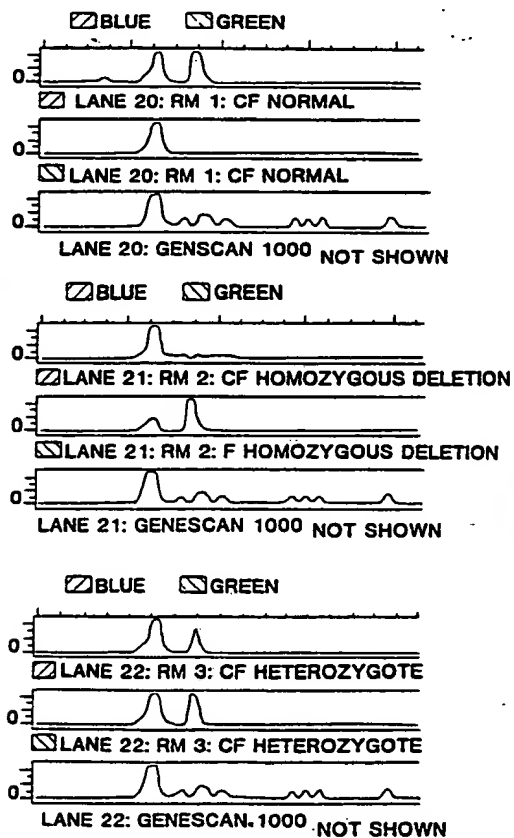 BLUE GREEN
0
LANE 20: RM 1: CF NORMAL
0
LANE 20: RM 1: CF NORMAL
0
LANE 20: GENSCAN 1000 NOT SHOWN
BLUE GREEN
0
LANE 21: RM 2: CF HOMOZYGOUS DELETION
0
LANE 21: RM 2: F HOMOZYGOUS DELETION
0
LANE 21: GENESCAN 1000 NOT SHOWN
BLUE GREEN
0
LANE 22: RM 3: CF HETEROZYGOTE
0
LANE 22: RM 3: CF HETEROZYGOTE
0
LANE 22: GENESCAN. 1000 NOT SHOWN